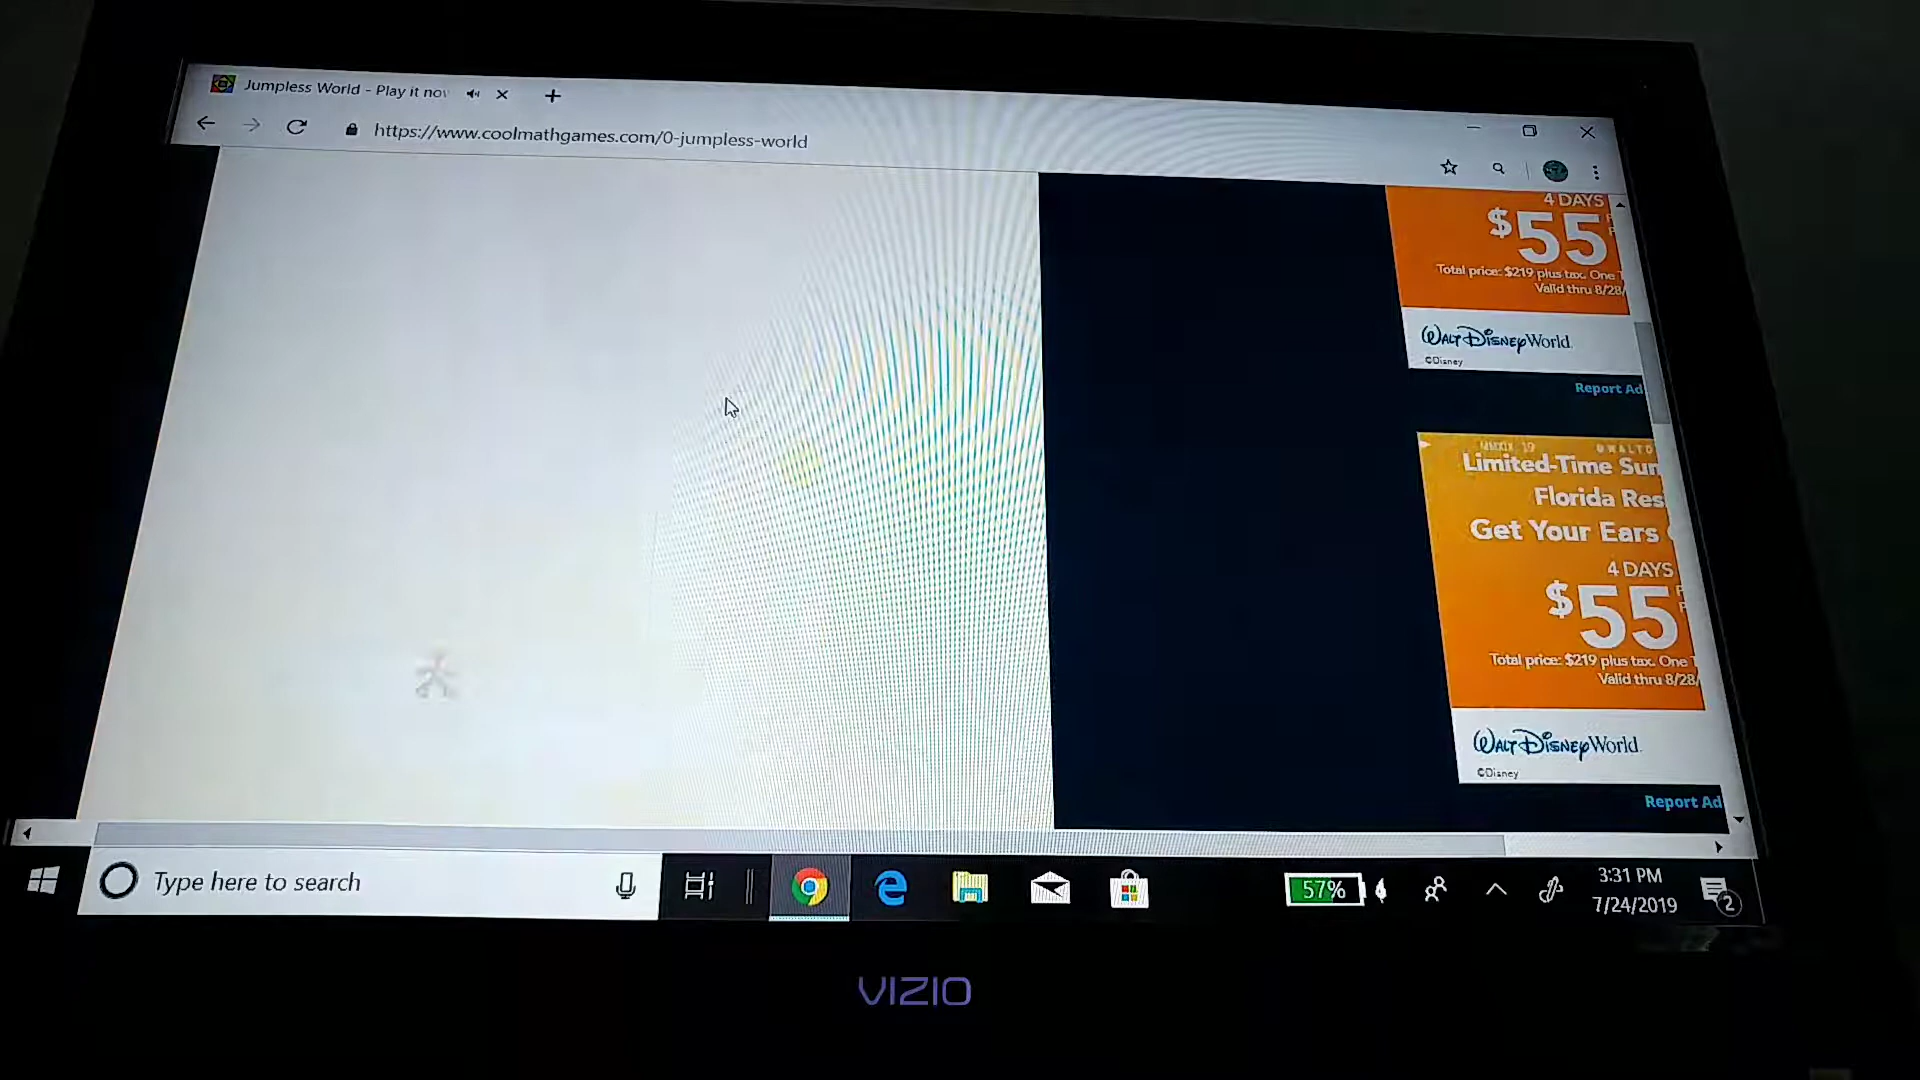 Jumpless World - Play it nov
https://www.coolmathgames.com/0-jumpless-world
4 DAYS
$55
Total price: $219 plus tax. One
Valid thru 8/28/
WALT DISNEY World.
©Disney
Report Ad
Limited-Time Sur
Florida Res
Get Your Ears
4 DAYS
$55
Total price: $219 plus tax. One
Valid thru 8/28/
WALT DISNEY World.
©Disney
Report Ad
Type here to search
57%
3:31 PM
7/24/2019
2
VIZIO